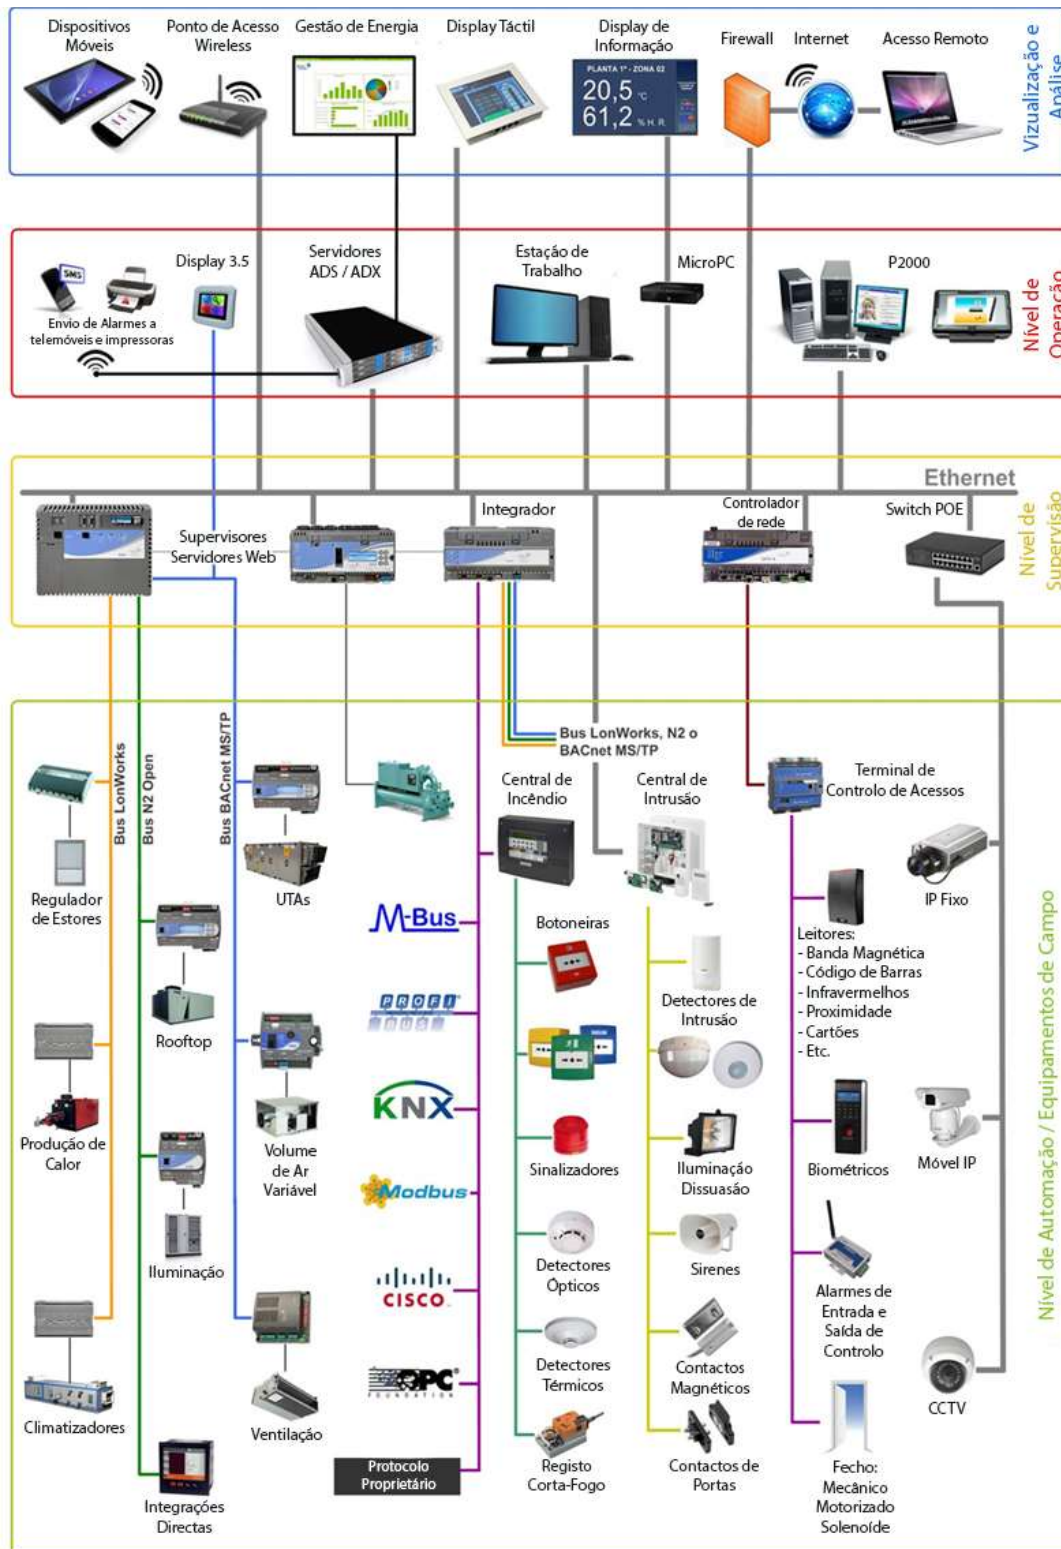 Dispositivos
Móveis
Ponto de Acesso
Wireless
Gestão de Energia
Display Táctil
Display de
Informação
Firewall
Internet
Acesso Remoto
PLANTA 1ª - ZONA 02
20,5 °C
61,2 % H. R.
Vizualização e
Análise
SMS
Envio de Alarmes a
telemóveis e impressoras
Display 3.5
Servidores
ADS / ADX
Estação de
Trabalho
MicroPC
P2000
Nível de
Operação
Ethernet
Supervisores
Servidores Web
Integrador
Controlador
de rede
Switch POE
Nível de
Supervisão
Bus LonWorks
Bus N2 Open
Bus BACnet MS/TP
Bus LonWorks, N2 o
BACnet MS/TP
Regulador
de Estores
UTAs
Rooftop
Produção de
Calor
Volume
de Ar
Variável
Iluminação
Climatizadores
Ventilação
Integrações
Directas
M-Bus
PROFI
BUS
KNX
Modbus
CISCO
OPC
FOUNDATION
Protocolo
Proprietário
Central de
Incêndio
Botoneiras
Sinalizadores
Detectores
Ópticos
Detectores
Térmicos
Registo
Corta-Fogo
Central de
Intrusão
Detectores de
Intrusão
Iluminação
Dissuasão
Sirenes
Contactos
Magnéticos
Contactos de
Portas
Terminal de
Controlo de Acessos
Leitores:
- Banda Magnética
- Código de Barras
- Infravermelhos
- Proximidade
- Cartões
- Etc.
Biométricos
Alarmes de
Entrada e
Saída de
Controlo
Fecho:
Mecânico
Motorizado
Solenoíde
IP Fixo
Móvel IP
CCTV
Nível de Automação / Equipamentos de Campo